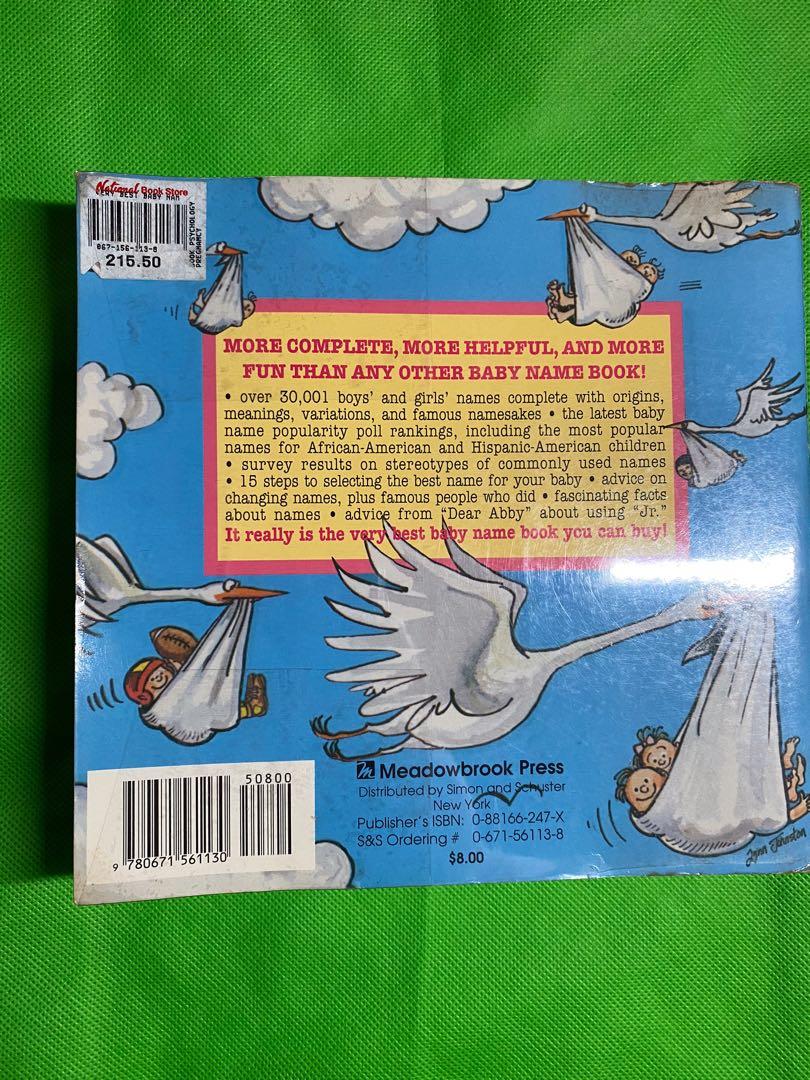 National Book Store
VERY BEST BABY NAM
067-156-113-8
215.50
BOOK PSYCHOLOGY
PREGNANCY
MORE COMPLETE, MORE HELPFUL, AND MORE
FUN THAN ANY OTHER BABY NAME BOOK!
• over 30,001 boys' and girls' names complete with origins,
meanings, variations, and famous namesakes • the latest baby
name popularity poll rankings, including the most popular
names for African-American and Hispanic-American children
• survey results on stereotypes of commonly used names
• 15 steps to selecting the best name for your baby • advice on
changing names, plus famous people who did • fascinating facts
about names • advice from “Dear Abby” about using “Jr.”
It really is the very best baby name book you can buy!
Meadowbrook Press
Distributed by Simon and Schuster
New York
Publisher's ISBN: 0-88166-247-X
S&S Ordering # 0-671-56113-8
$8.00
50800
9 780671 561130
Lynn Johnston